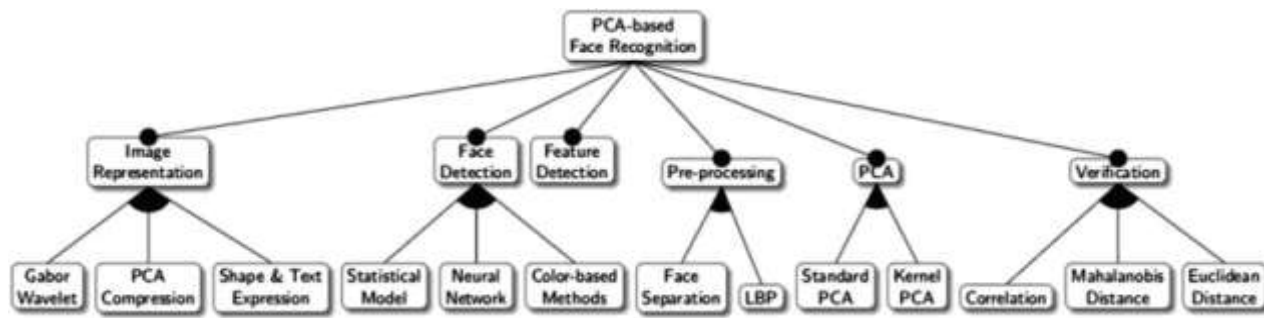 PCA-based
Face Recognition
Image
Representation
Face
Detection
Feature
Detection
Pre-processing
PCA
Verification
Gabor
Wavelet
PCA
Compression
Shape & Text
Expression
Statistical
Model
Neural
Network
Color-based
Methods
Face
Separation
LBP
Standard
PCA
Kernel
PCA
Correlation
Mahalanobis
Distance
Euclidean
Distance